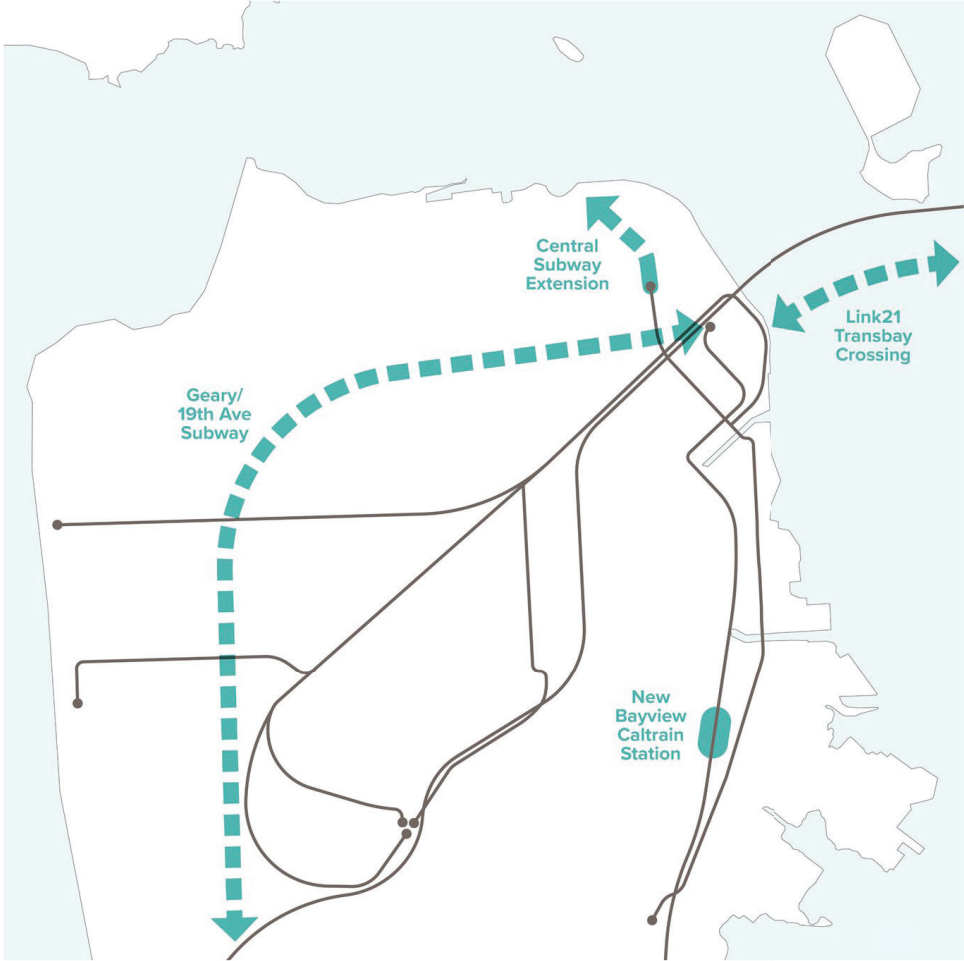 Central
Subway
Extension
Link21
Transbay
Crossing
Geary/
19th Ave
Subway
New
Bayview
Caltrain
Station